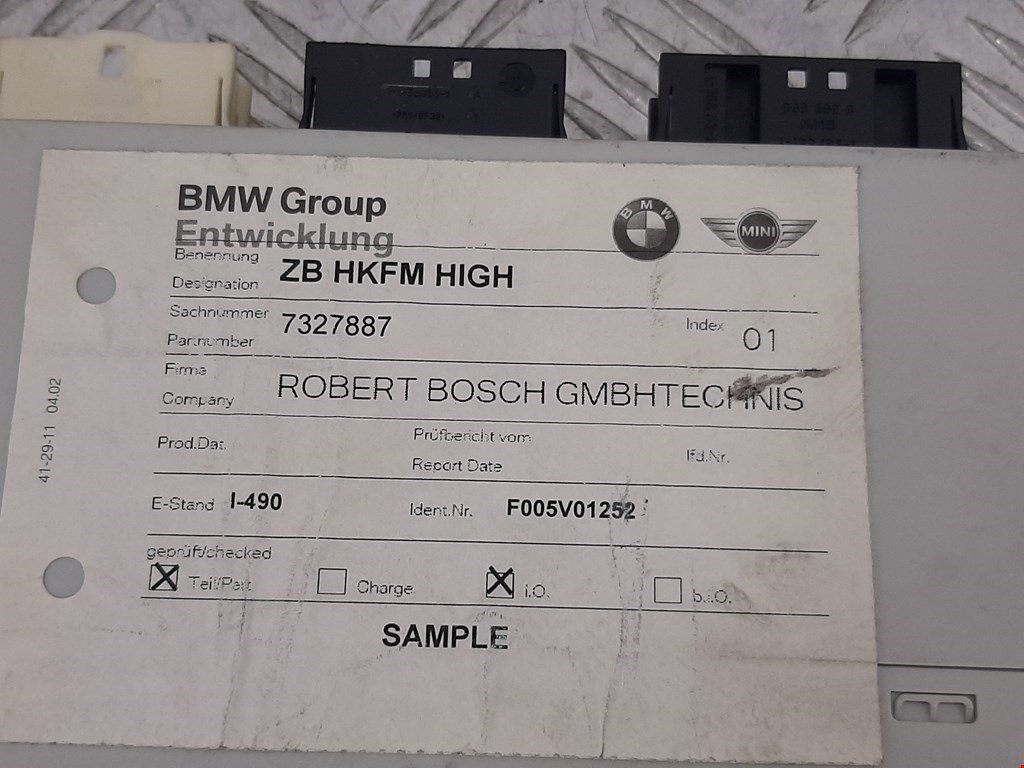 BMW Group
Entwicklung
BMW
MINI
Benennung
Designation
ZB HKFM HIGH
Sachnummer
Partnumber
7327887
Index 01
Firma
Company
ROBERT BOSCH GMBHTECHNIS
Prod.Dat.
Prüfbericht vom
Report Date
lfd.Nr.
E-Stand I-490
Ident.Nr. F005V01252
geprüft/checked
Teil/Part
Charge
i.O.
b.i.O.
SAMPLE
41-29-11 04.02